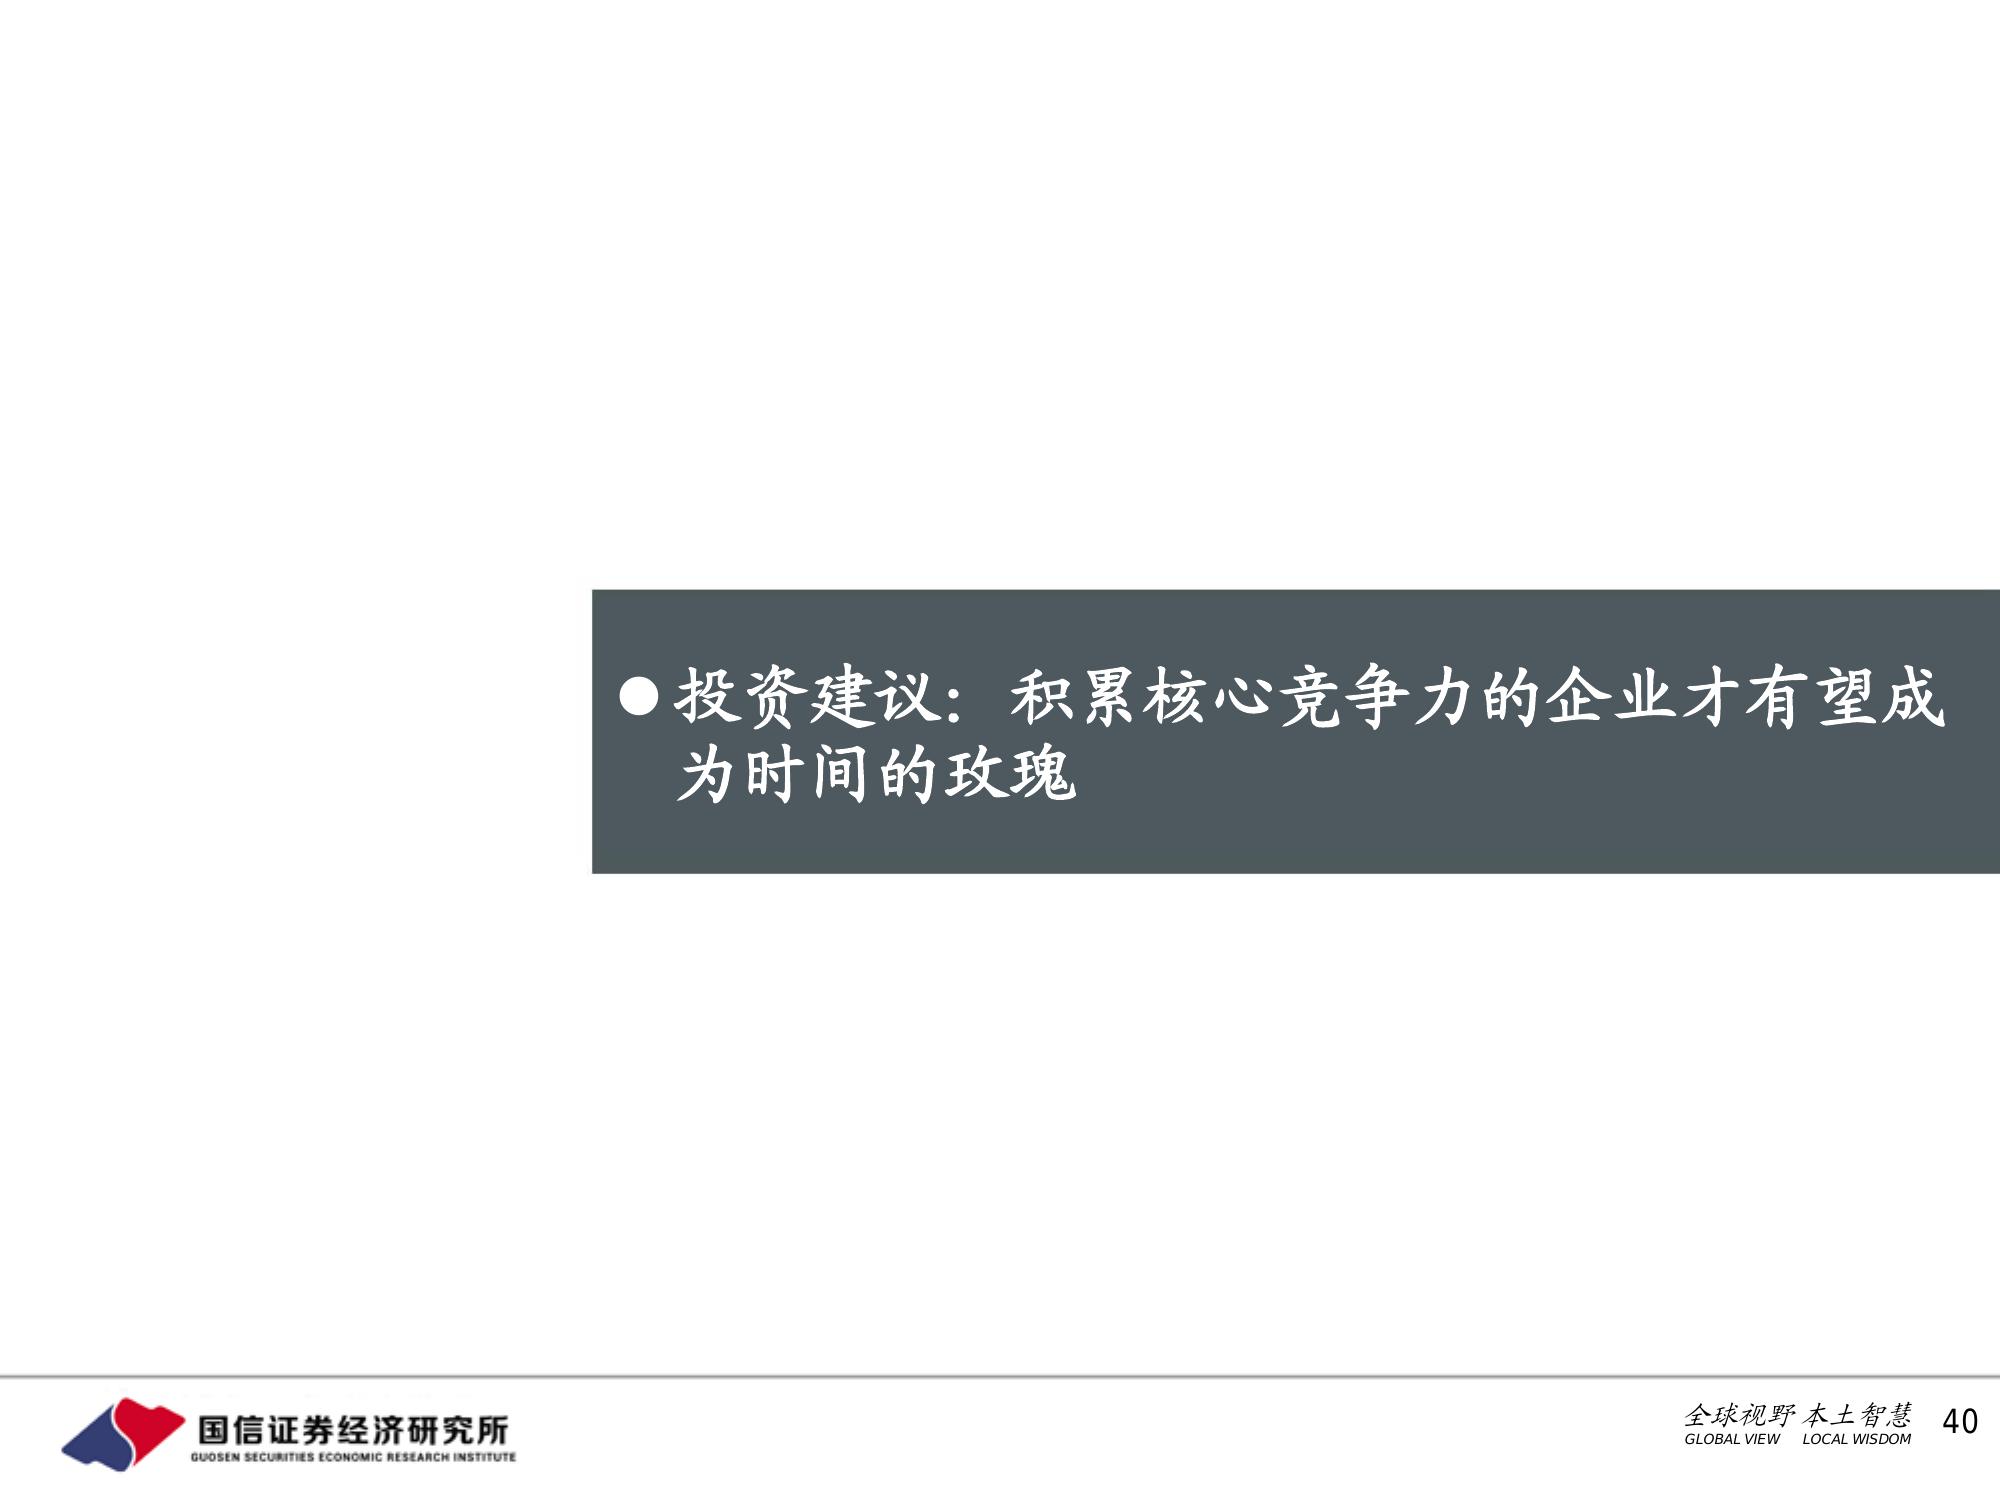 ●投资建议：积累核心竞争力的企业才有望成
为时间的玫瑰
国信证券经济研究所
GUOSEN SECURITIES ECONOMIC RESEARCH INSTITUTE
全球视野 本土智慧
GLOBAL VIEW LOCAL WISDOM
40